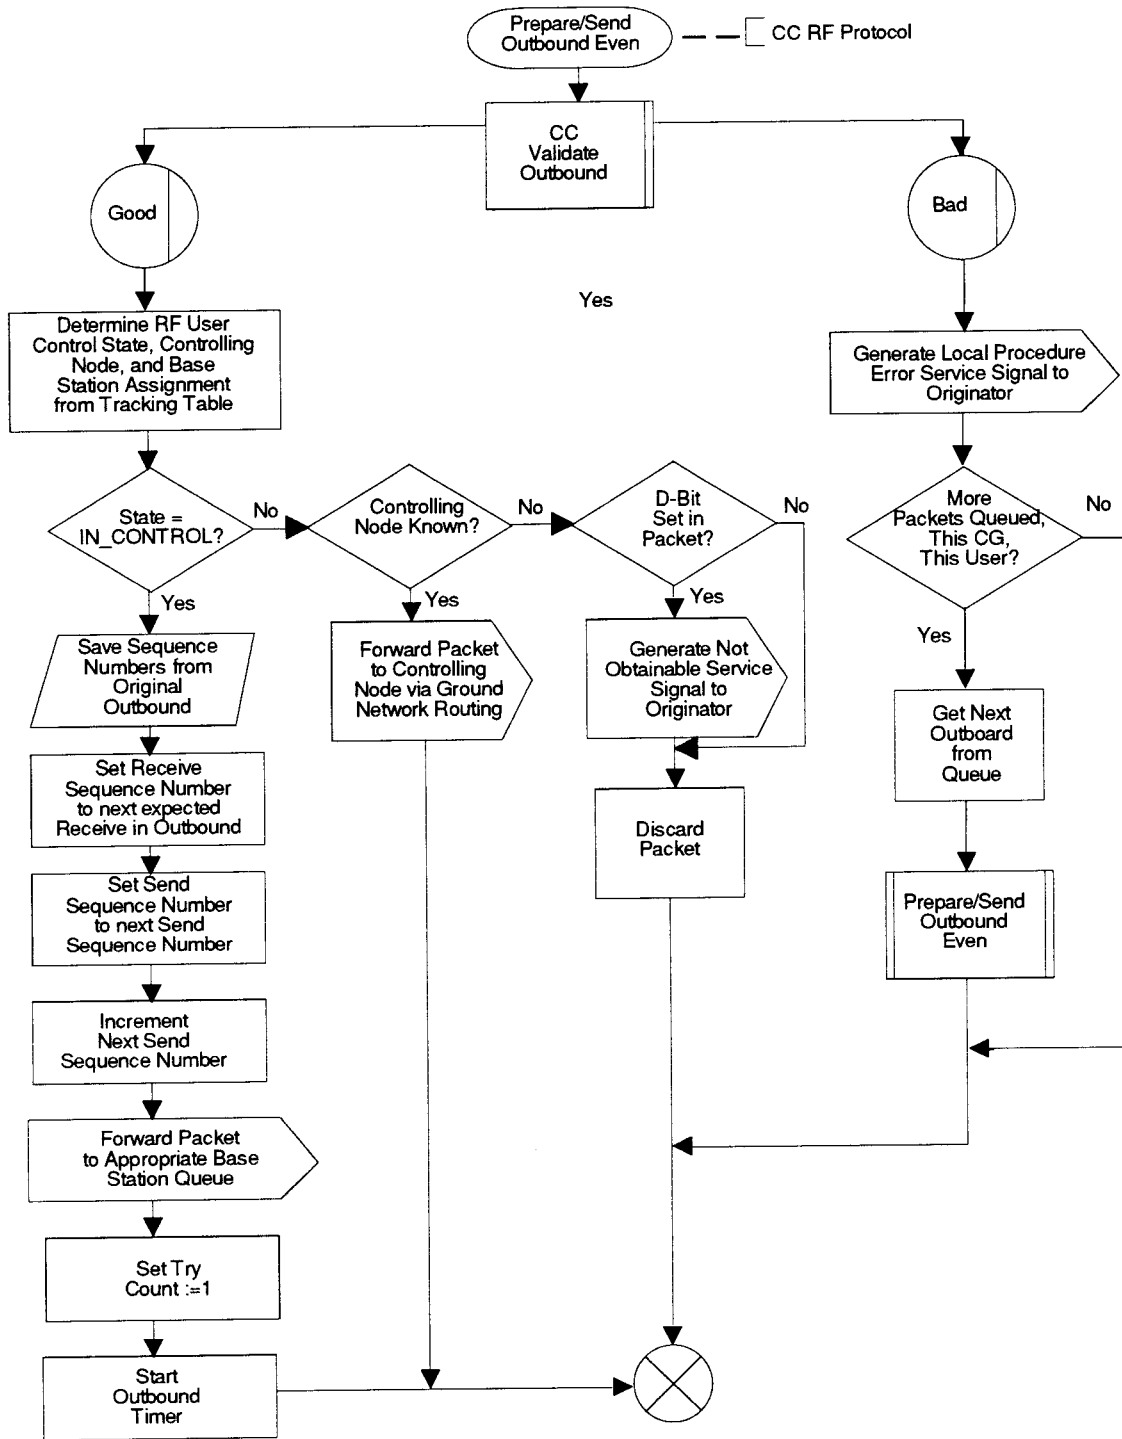 Prepare/Send
Outbound Even
CC RF Protocol
CC
Validate
Outbound
Good
Bad
Yes
Determine RF User
Control State, Controlling
Node, and Base
Station Assignment
from Tracking Table
Generate Local Procedure
Error Service Signal to
Originator
State =
IN_CONTROL?
No
Controlling
Node Known?
No
D-Bit
Set in
Packet?
No
More
Packets Queued,
This CG,
This User?
No
Yes
Yes
Yes
Yes
Save Sequence
Numbers from
Original
Outbound
Forward Packet
to Controlling
Node via Ground
Network Routing
Generate Not
Obtainable Service
Signal to
Originator
Get Next
Outboard
from
Queue
Set Receive
Sequence Number
to next expected
Receive in Outbound
Discard
Packet
Set Send
Sequence Number
to next Send
Sequence Number
Prepare/Send
Outbound
Even
Increment
Next Send
Sequence Number
Forward Packet
to Appropriate Base
Station Queue
Set Try
Count :=1
Start
Outbound
Timer